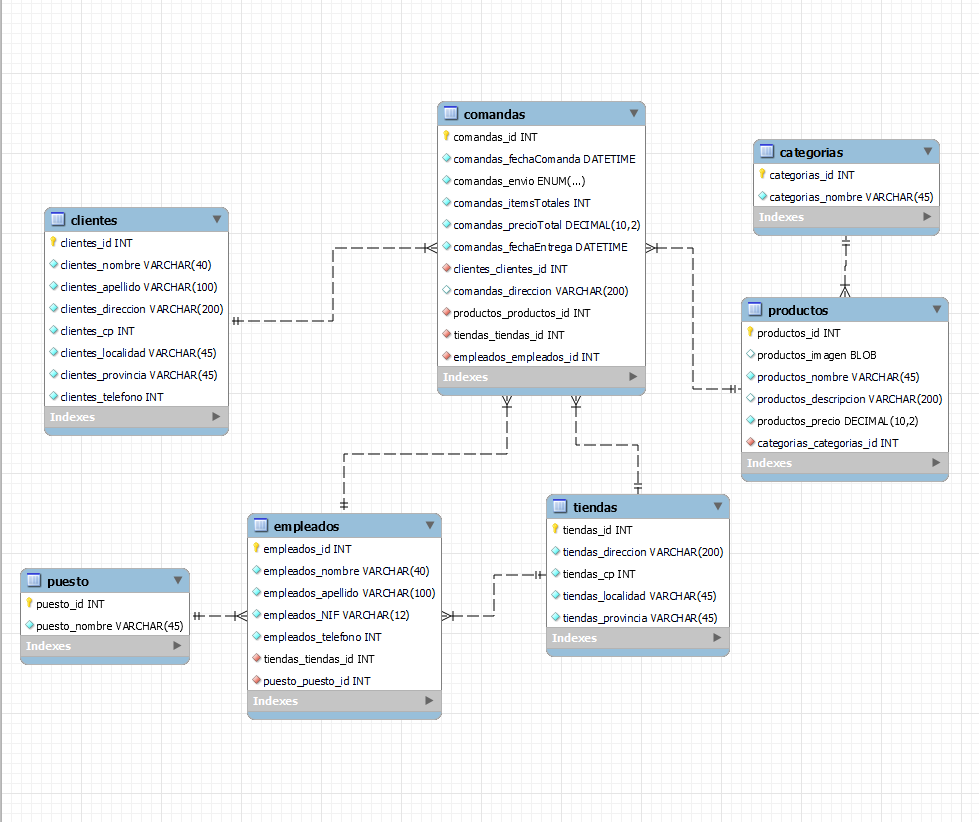 comandas
comandas_id INT
comandas_fechaComanda DATETIME
comandas_envio ENUM(...)
comandas_itemsTotales INT
comandas_precioTotal DECIMAL(10,2)
comandas_fechaEntrega DATETIME
clientes_clientes_id INT
comandas_direccion VARCHAR(200)
productos_productos_id INT
tiendas_tiendas_id INT
empleados_empleados_id INT
Indexes
categorias
categorias_id INT
categorias_nombre VARCHAR(45)
Indexes
clientes
clientes_id INT
clientes_nombre VARCHAR(40)
clientes_apellido VARCHAR(100)
clientes_direccion VARCHAR(200)
clientes_cp INT
clientes_localidad VARCHAR(45)
clientes_provincia VARCHAR(45)
clientes_telefono INT
Indexes
productos
productos_id INT
productos_imagen BLOB
productos_nombre VARCHAR(45)
productos_descripcion VARCHAR(200)
productos_precio DECIMAL(10,2)
categorias_categorias_id INT
Indexes
empleados
empleados_id INT
empleados_nombre VARCHAR(40)
empleados_apellido VARCHAR(100)
empleados_NIF VARCHAR(12)
empleados_telefono INT
tiendas_tiendas_id INT
puesto_puesto_id INT
Indexes
tiendas
tiendas_id INT
tiendas_direccion VARCHAR(200)
tiendas_cp INT
tiendas_localidad VARCHAR(45)
tiendas_provincia VARCHAR(45)
Indexes
puesto
puesto_id INT
puesto_nombre VARCHAR(45)
Indexes